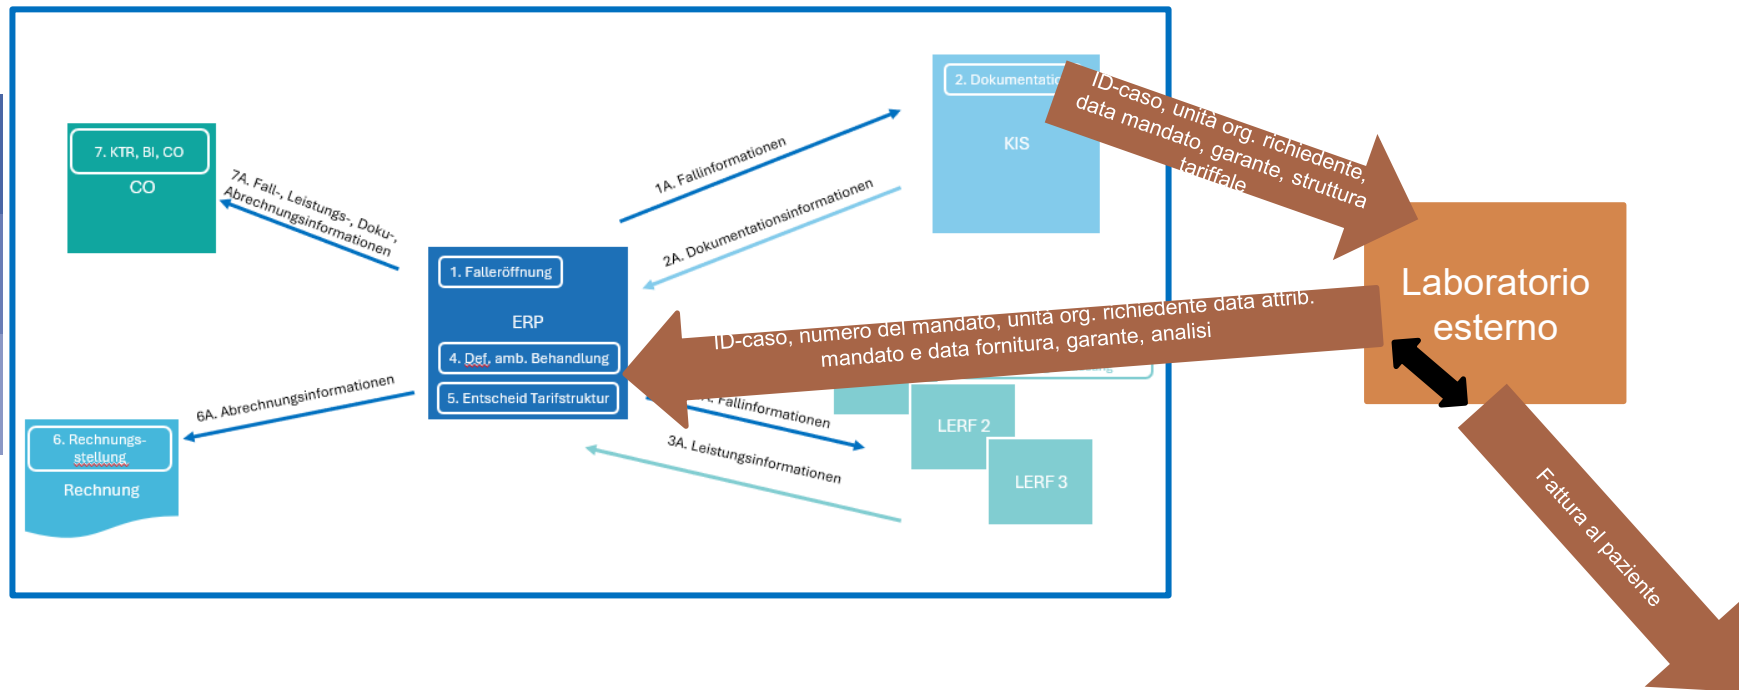 2. Dokumentatio
KIS
ID-caso, unità org. richiedente,
data mandato, garante, struttura
tariffale
7. KTR, BI, CO
CO
7A. Fall-, Leistungs-, Doku-,
Abrechnungsinformationen
1A. Fallinformationen
2A. Dokumentationsinformationen
1. Falleröffnung
ERP
4. Def, amb. Behandlung
5. Entscheid Tarifstruktur
Laboratorio
esterno
ID-caso, numero del mandato, unità org. richiedente data attrib.
mandato e data fornitura, garante, analisi
6A. Abrechnungsinformationen
6. Rechnungs-
stellung
Rechnung
Fallinformationen
3A. Leistungsinformationen
LERF 2
LERF 3
Fattura al paziente